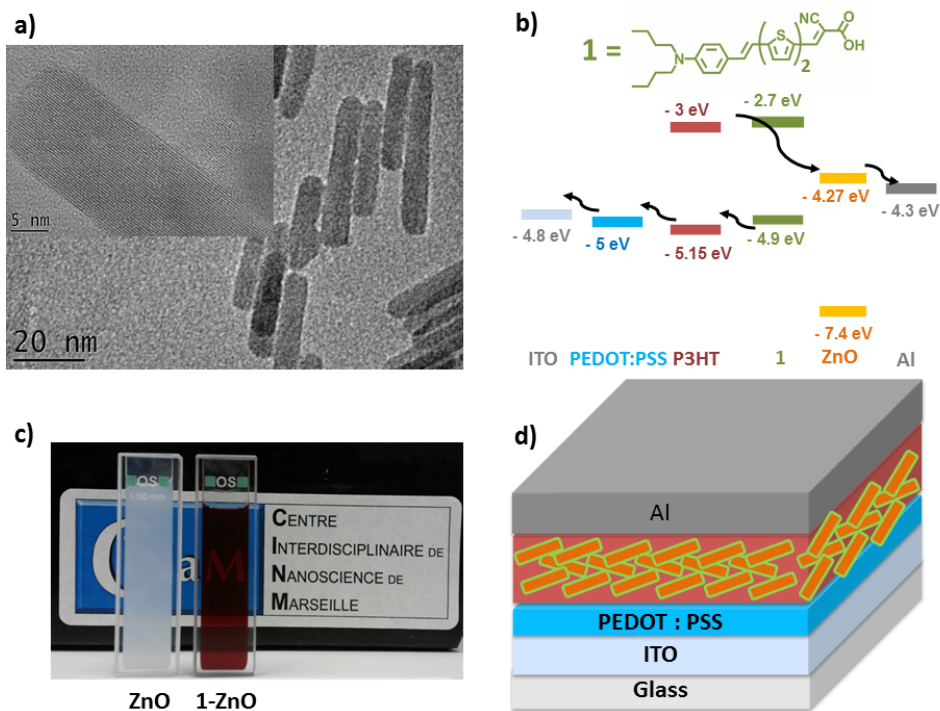 a)
5 nm
20 nm
b)
1 =
N
S
2
NC
O
OH
- 3 eV
- 2.7 eV
- 4.27 eV
- 4.3 eV
- 4.8 eV
- 5 eV
- 5.15 eV
- 4.9 eV
- 7.4 eV
ITO PEDOT:PSS P3HT 1 ZnO Al
c)
OS
1.00 mm
OS
a M
CENTRE
INTERDISCIPLINAIRE DE
NANOSCIENCE DE
MARSEILLE
ZnO 1-ZnO
d)
Al
PEDOT : PSS
ITO
Glass